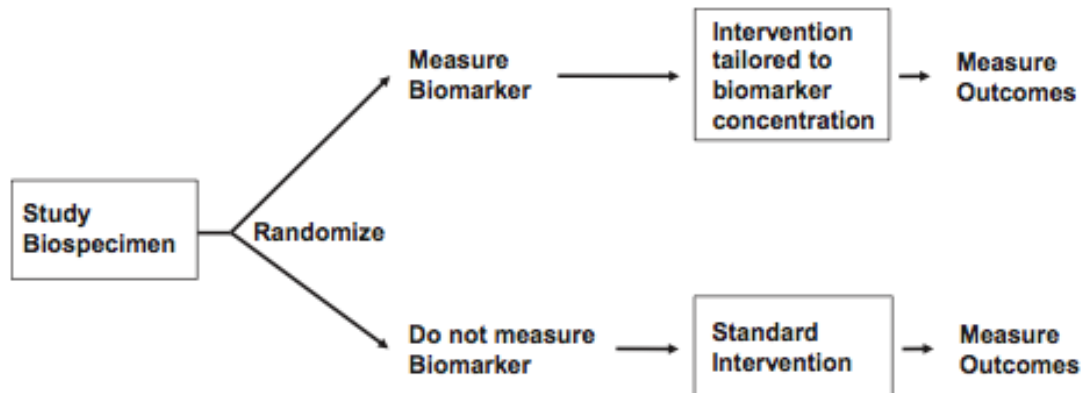 Study
Biospecimen
Randomize
Measure
Biomarker
Intervention
tailored to
biomarker
concentration
Measure
Outcomes
Do not measure
Biomarker
Standard
Intervention
Measure
Outcomes